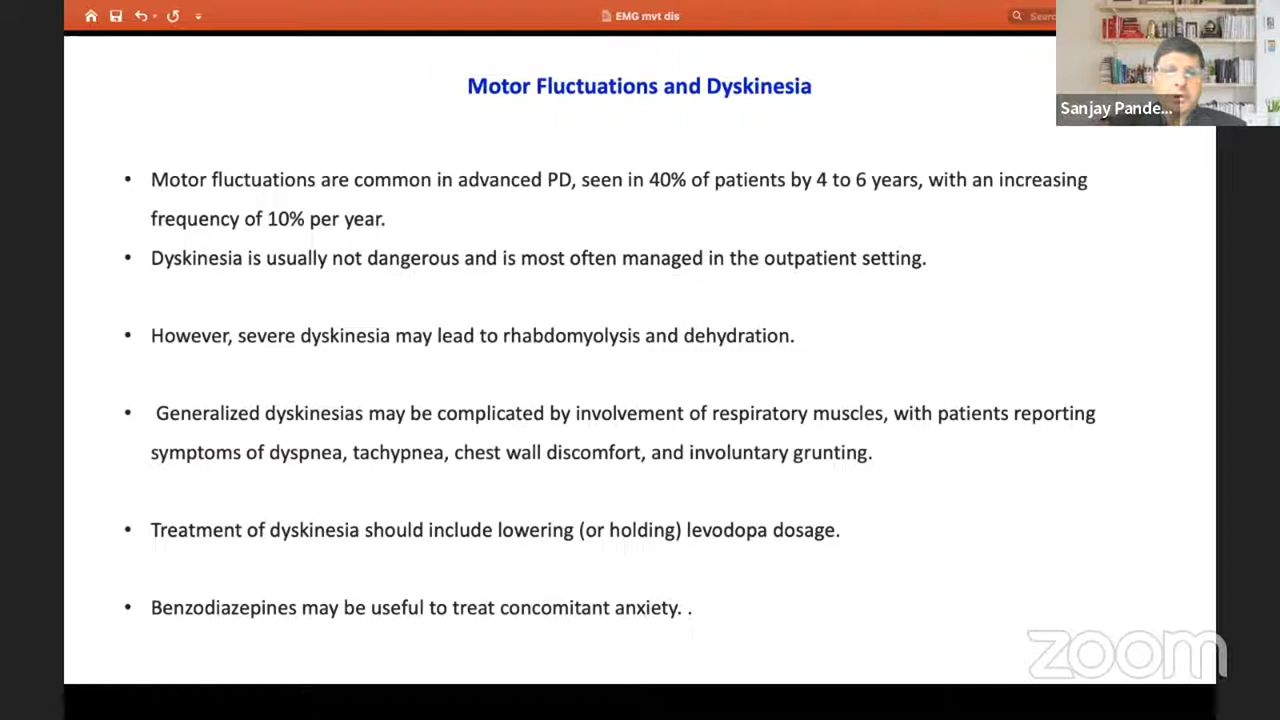 EMG mvt dis
Sear
Sanjay Pande...
Motor Fluctuations and Dyskinesia
• Motor fluctuations are common in advanced PD, seen in 40% of patients by 4 to 6 years, with an increasing
frequency of 10% per year.
• Dyskinesia is usually not dangerous and is most often managed in the outpatient setting.
• However, severe dyskinesia may lead to rhabdomyolysis and dehydration.
• Generalized dyskinesias may be complicated by involvement of respiratory muscles, with patients reporting
symptoms of dyspnea, tachypnea, chest wall discomfort, and involuntary grunting.
• Treatment of dyskinesia should include lowering (or holding) levodopa dosage.
• Benzodiazepines may be useful to treat concomitant anxiety. .
zoom